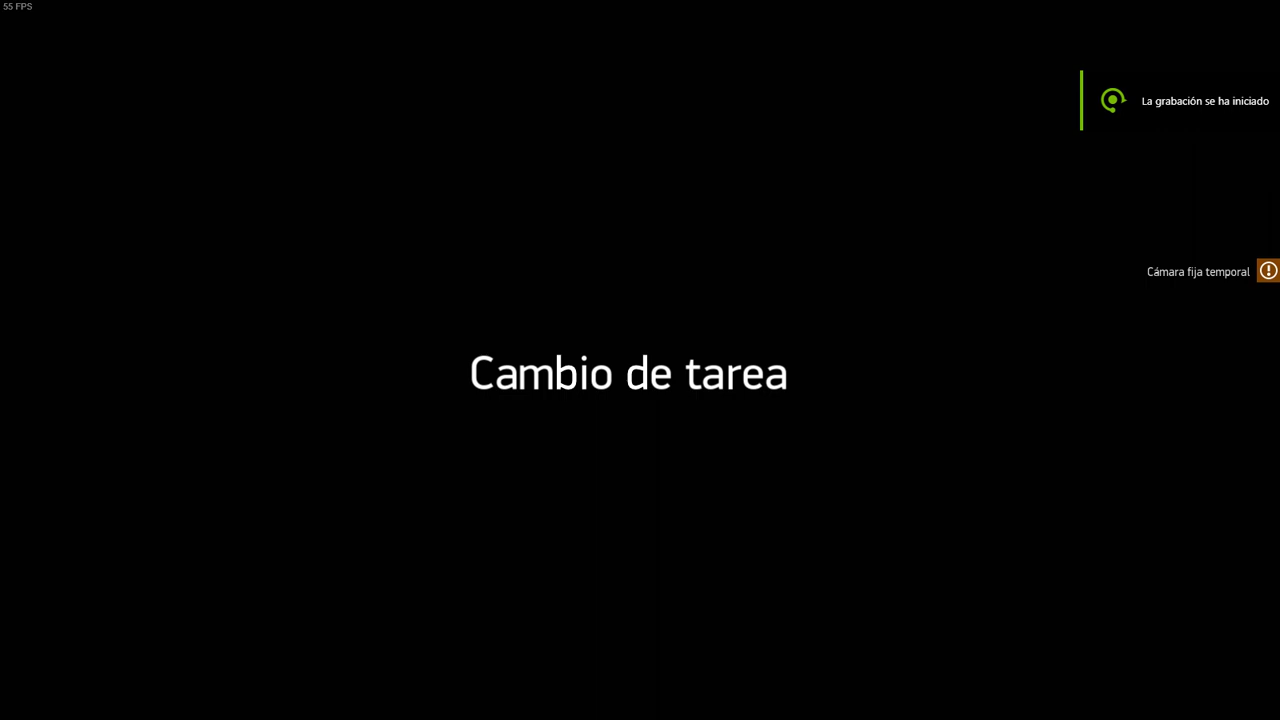 55 FPS
La grabación se ha iniciado
Cámara fija temporal
Cambio de tarea